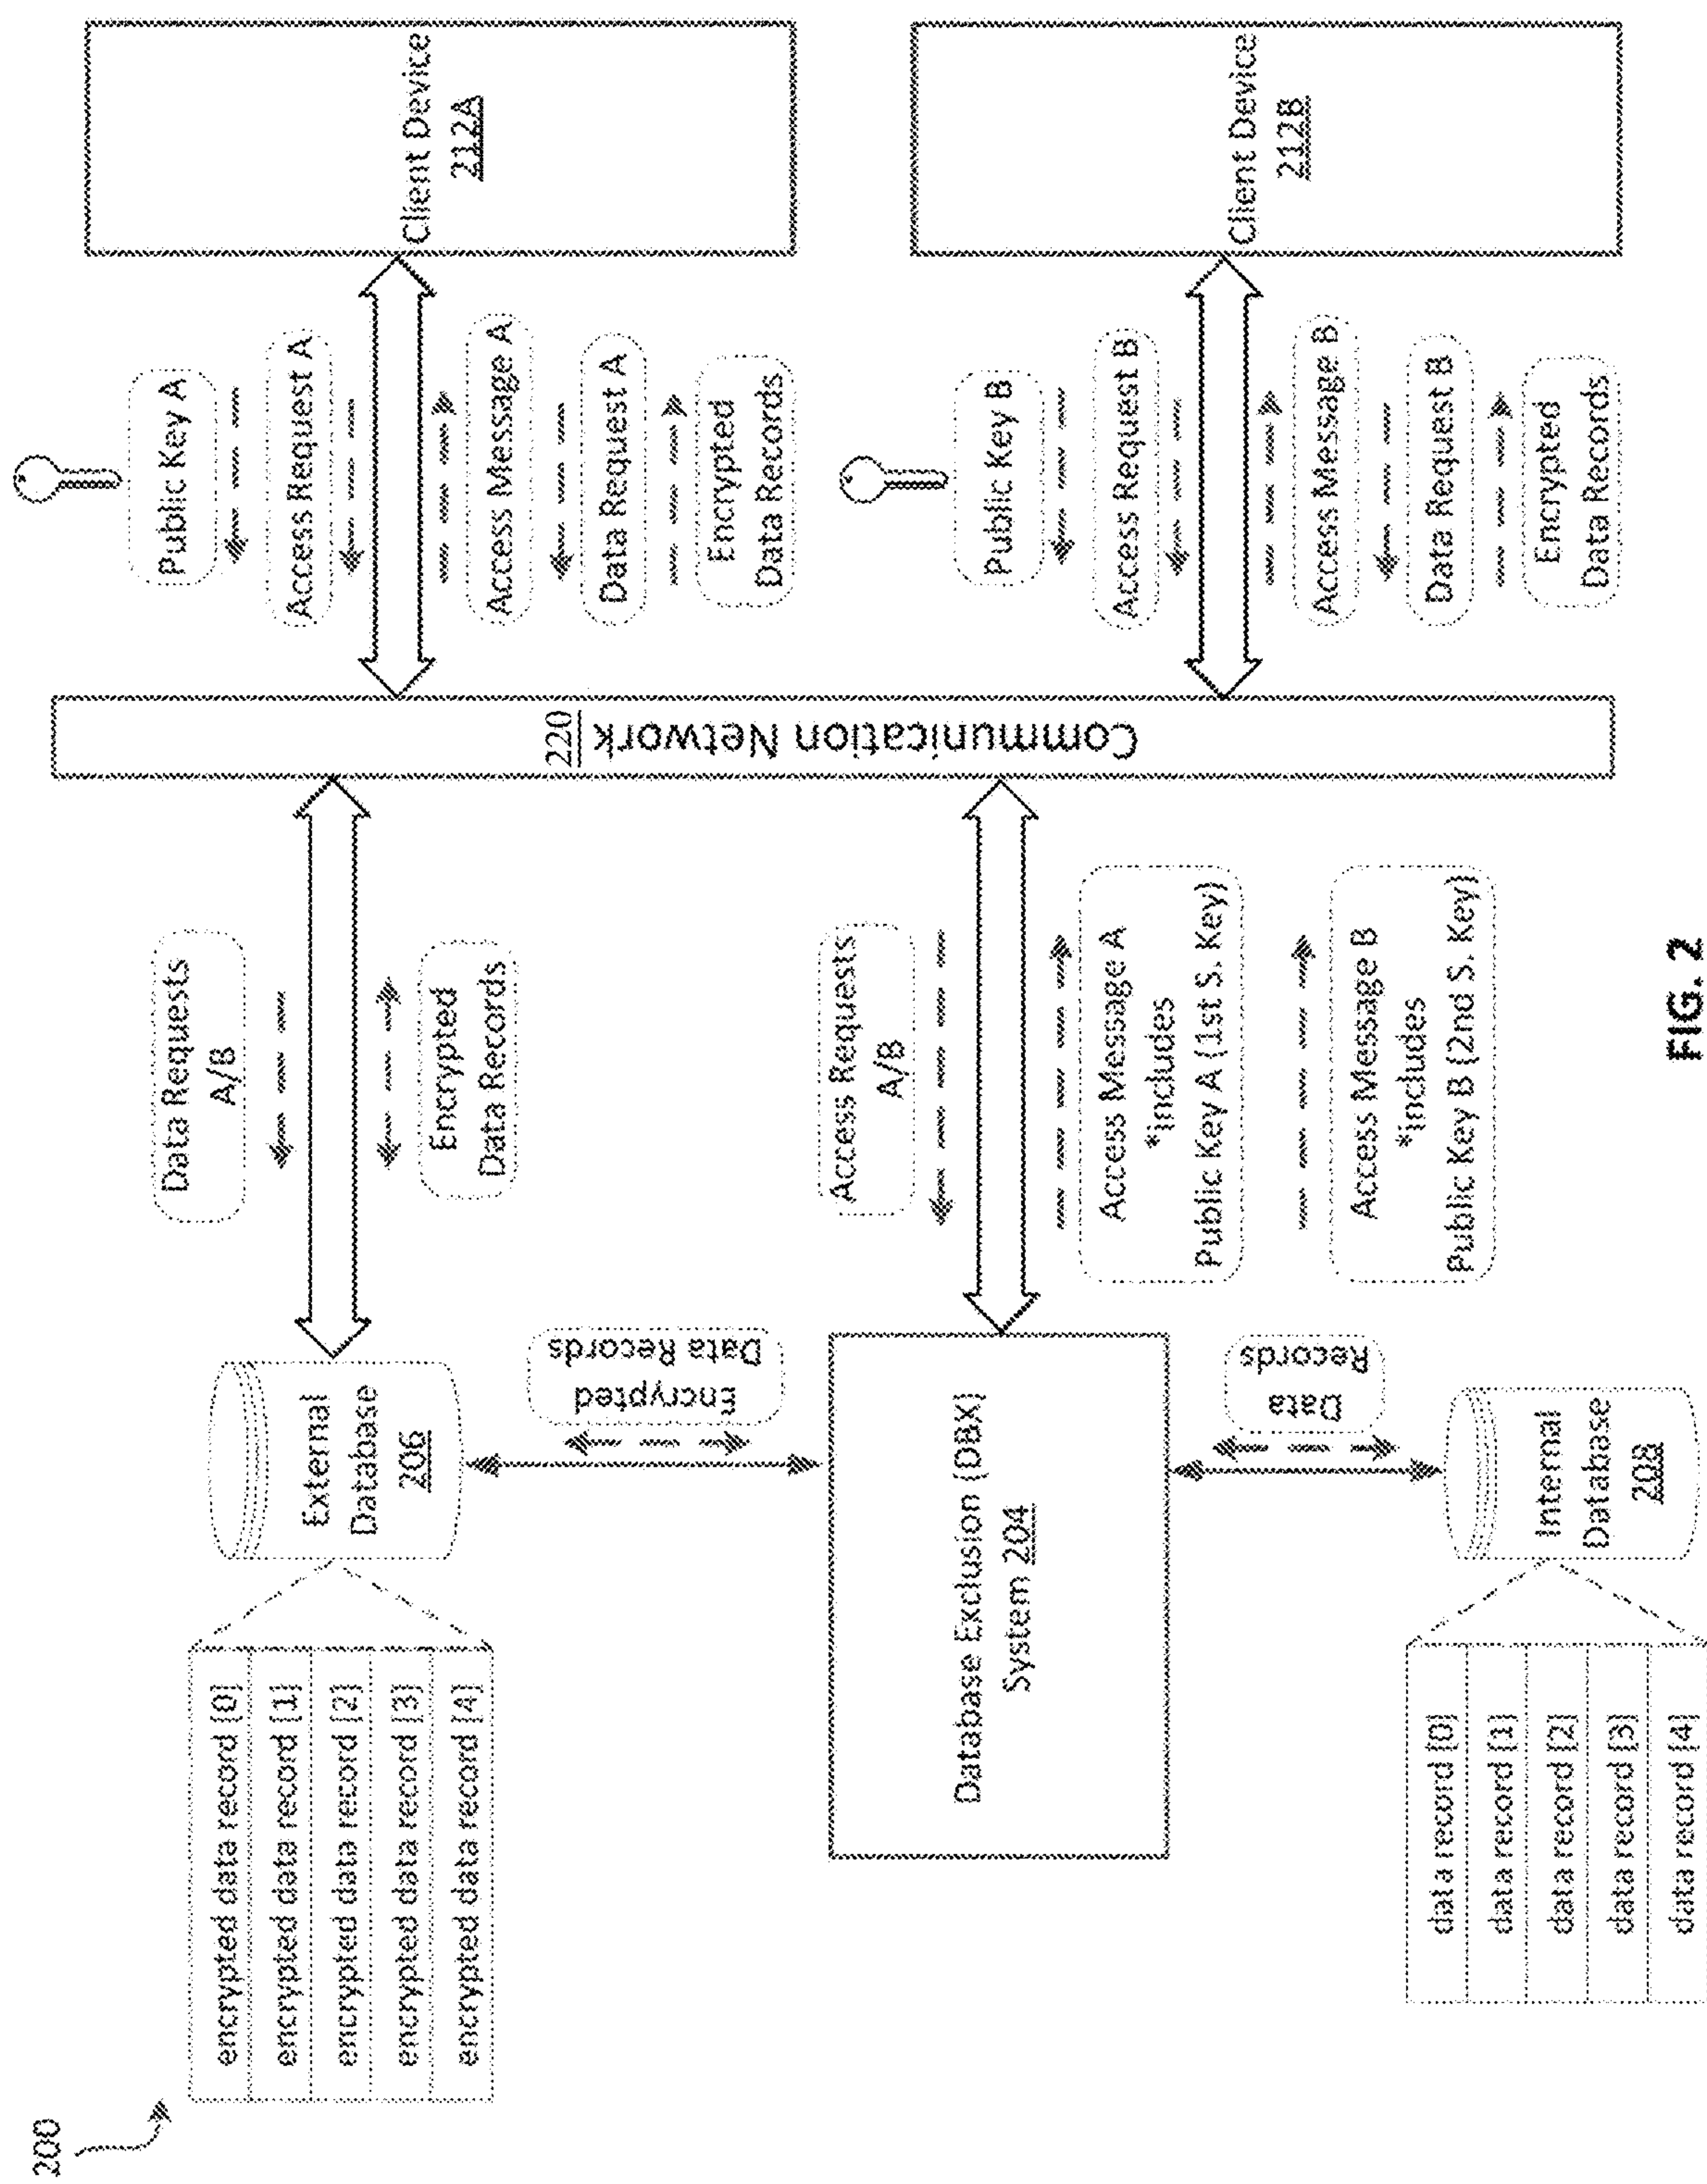 200
encrypted data record [0]
encrypted data record [1]
encrypted data record [2]
encrypted data record [3]
encrypted data record [4]
External
Database
206
Data Requests
A/B
Encrypted
Data Records
Encrypted
Data Records
Database Exclusion (DBX)
System 204
Access Requests
A/B
Access Message A
*includes
Public Key A (1st S. Key)
Access Message B
*includes
Public Key B (2nd S. Key)
Data
Records
Internal
Database
208
data record [0]
data record [1]
data record [2]
data record [3]
data record [4]
Communication Network 220
Public Key A
Access Request A
Access Message A
Data Request A
Encrypted
Data Records
Client Device
212A
Public Key B
Access Request B
Access Message B
Data Request B
Encrypted
Data Records
Client Device
212B
FIG. 2